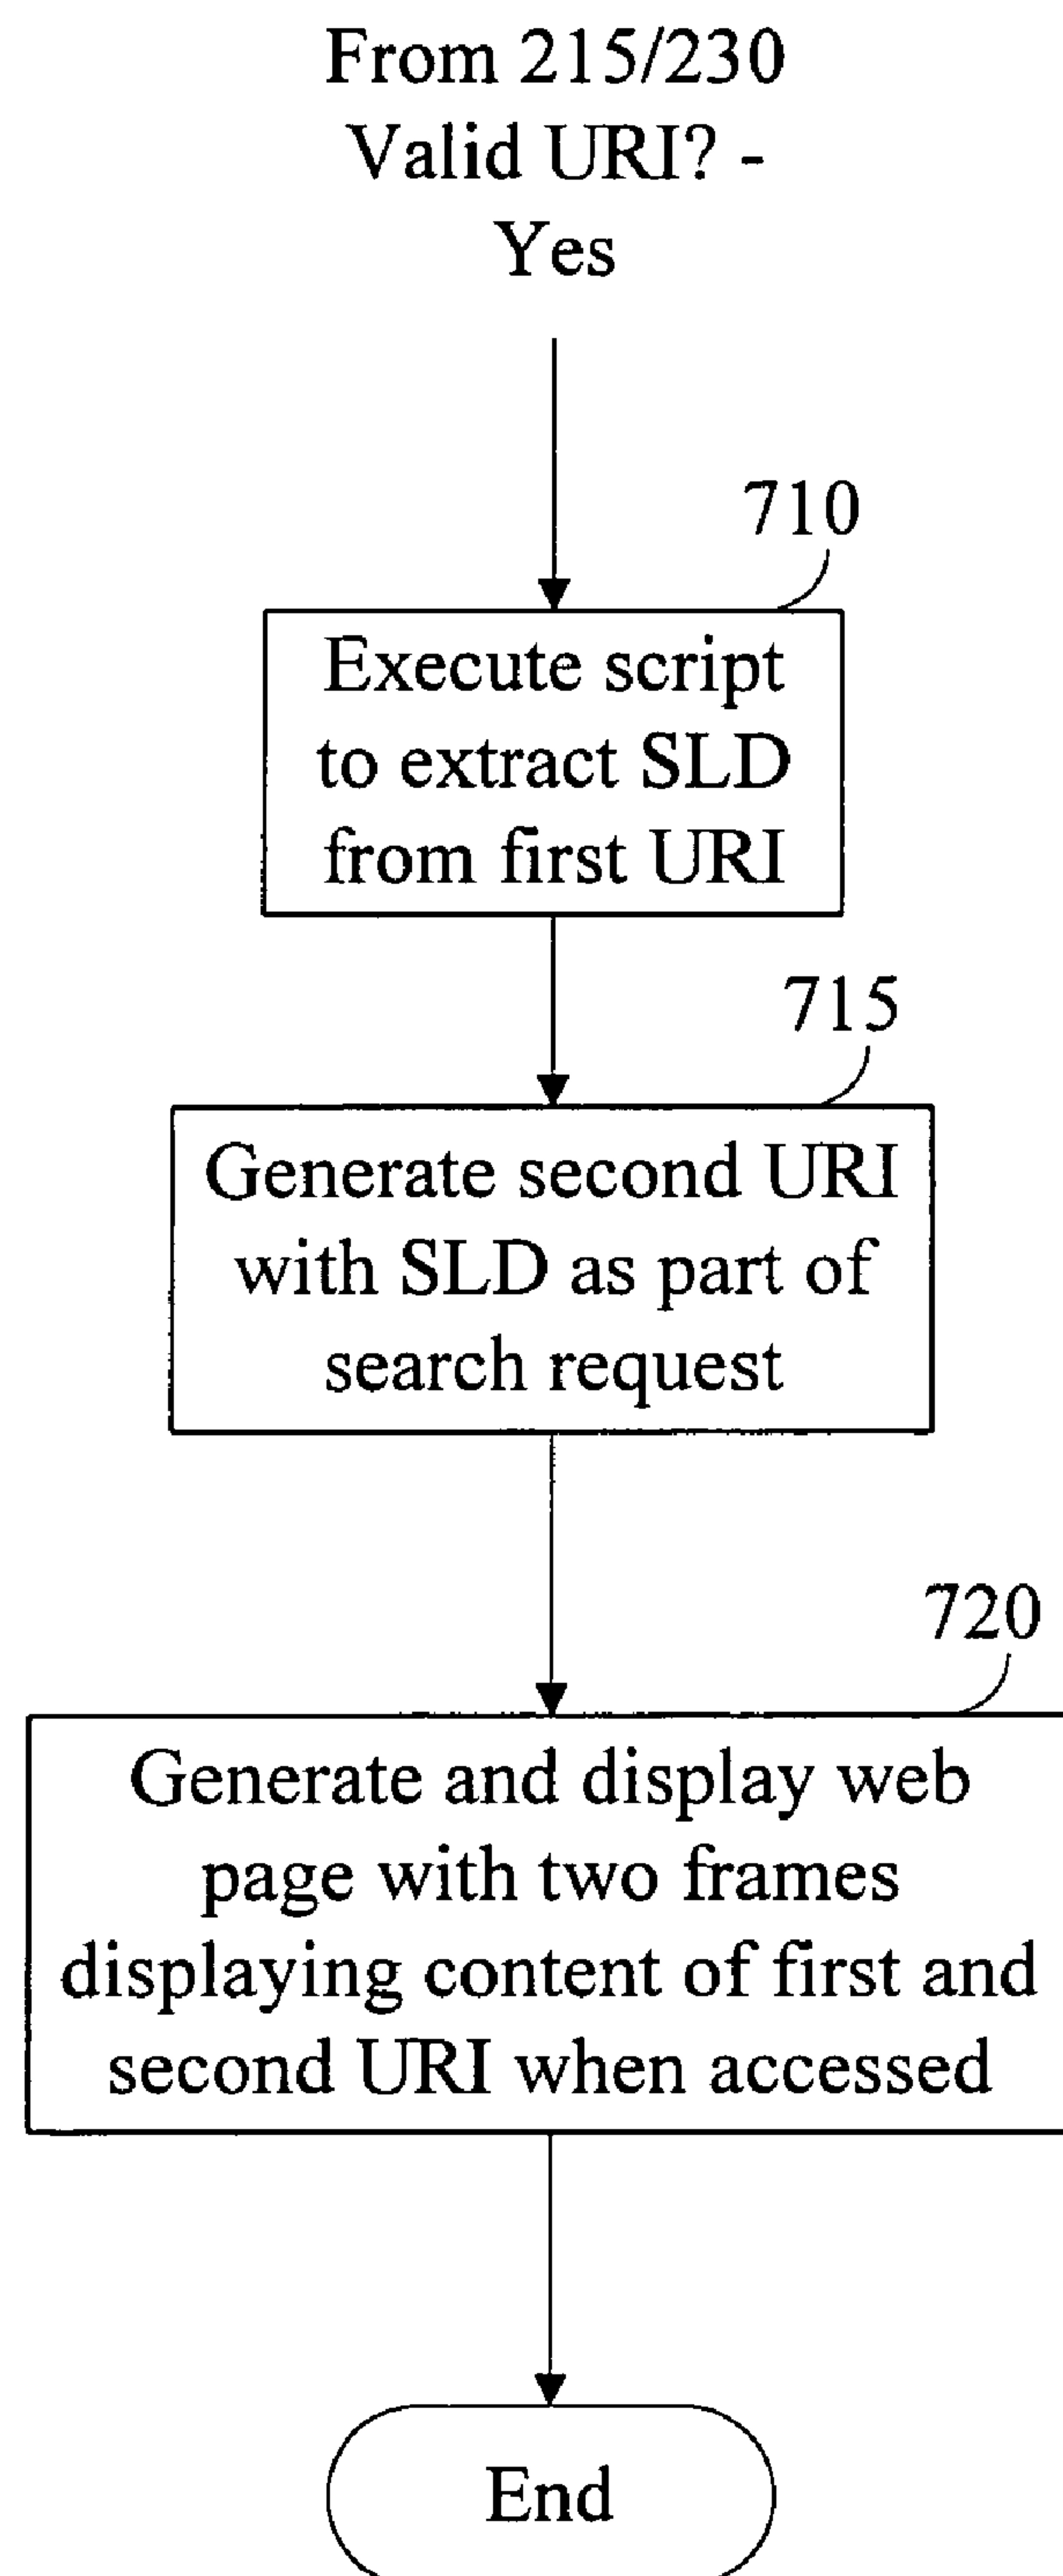 From 215/230
Valid URI? -
Yes
710
Execute script
to extract SLD
from first URI
715
Generate second URI
with SLD as part of
search request
720
Generate and display web
page with two frames
displaying content of first and
second URI when accessed
End